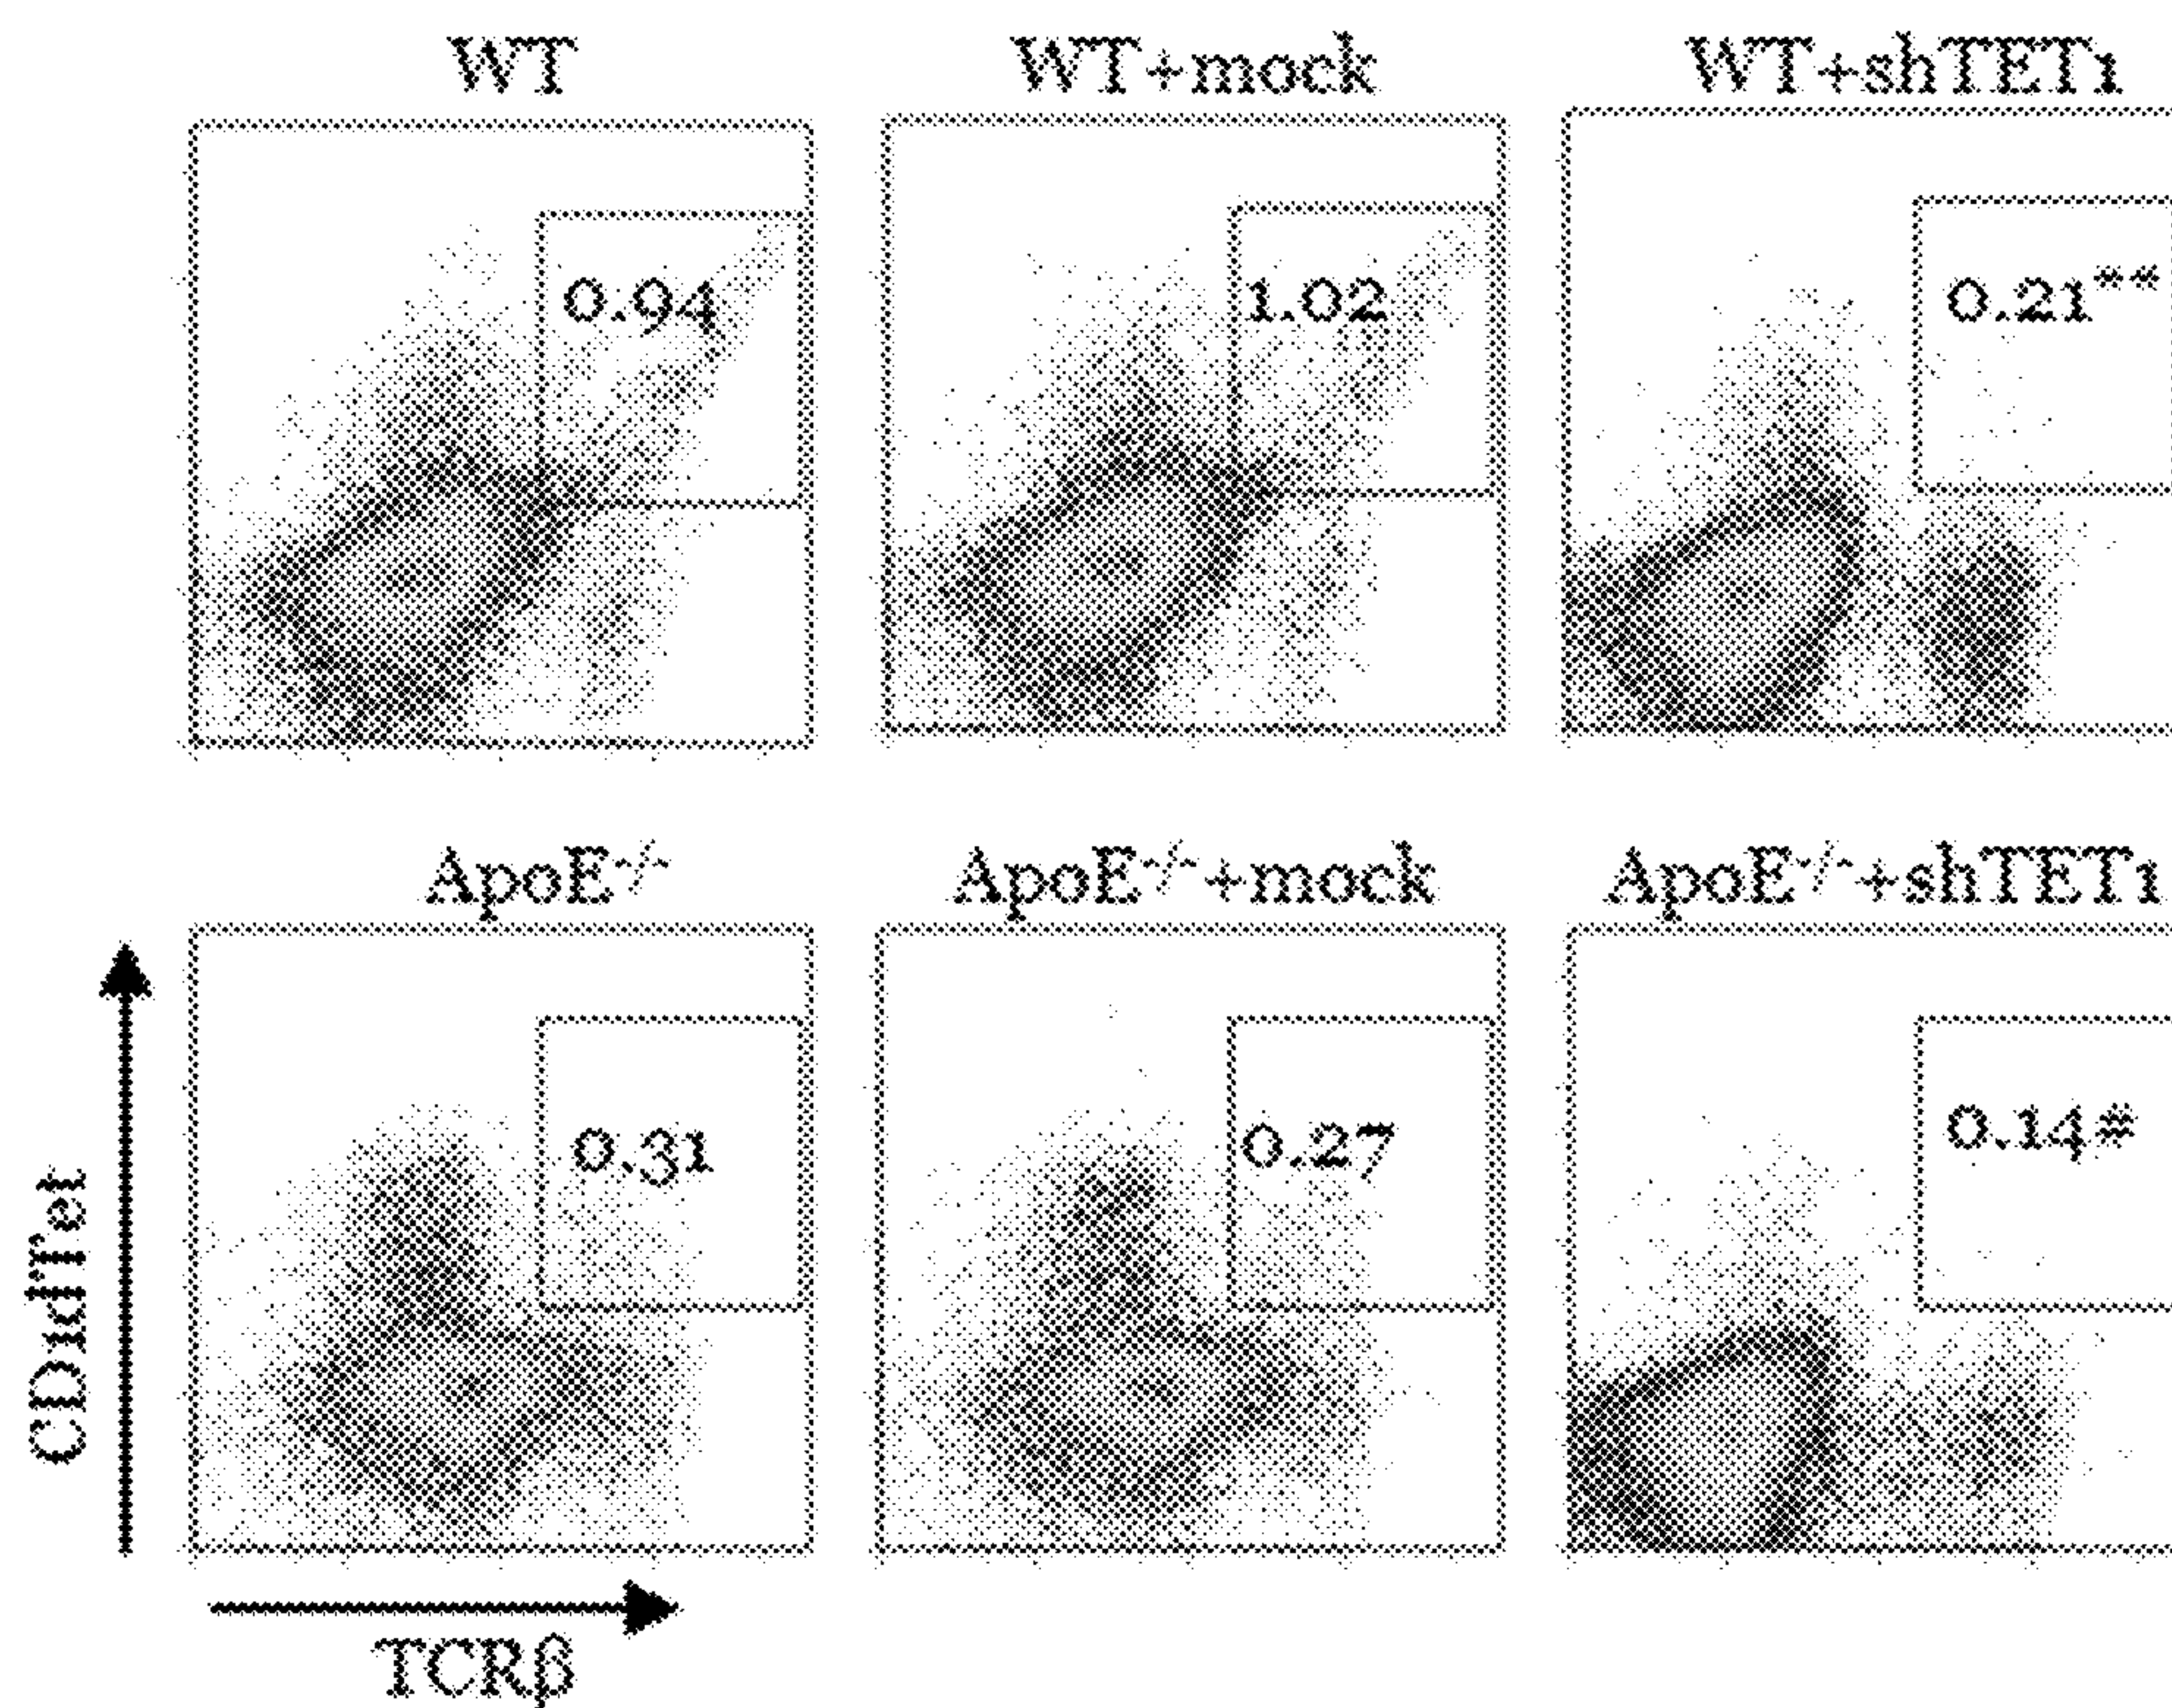 WT WT+mock WT+shTET1
0.94 1.02 0.21**
ApoE-/- ApoE-/-+mock ApoE-/-+shTET1
0.31 0.27 0.14#
CD1dTet
TCRβ